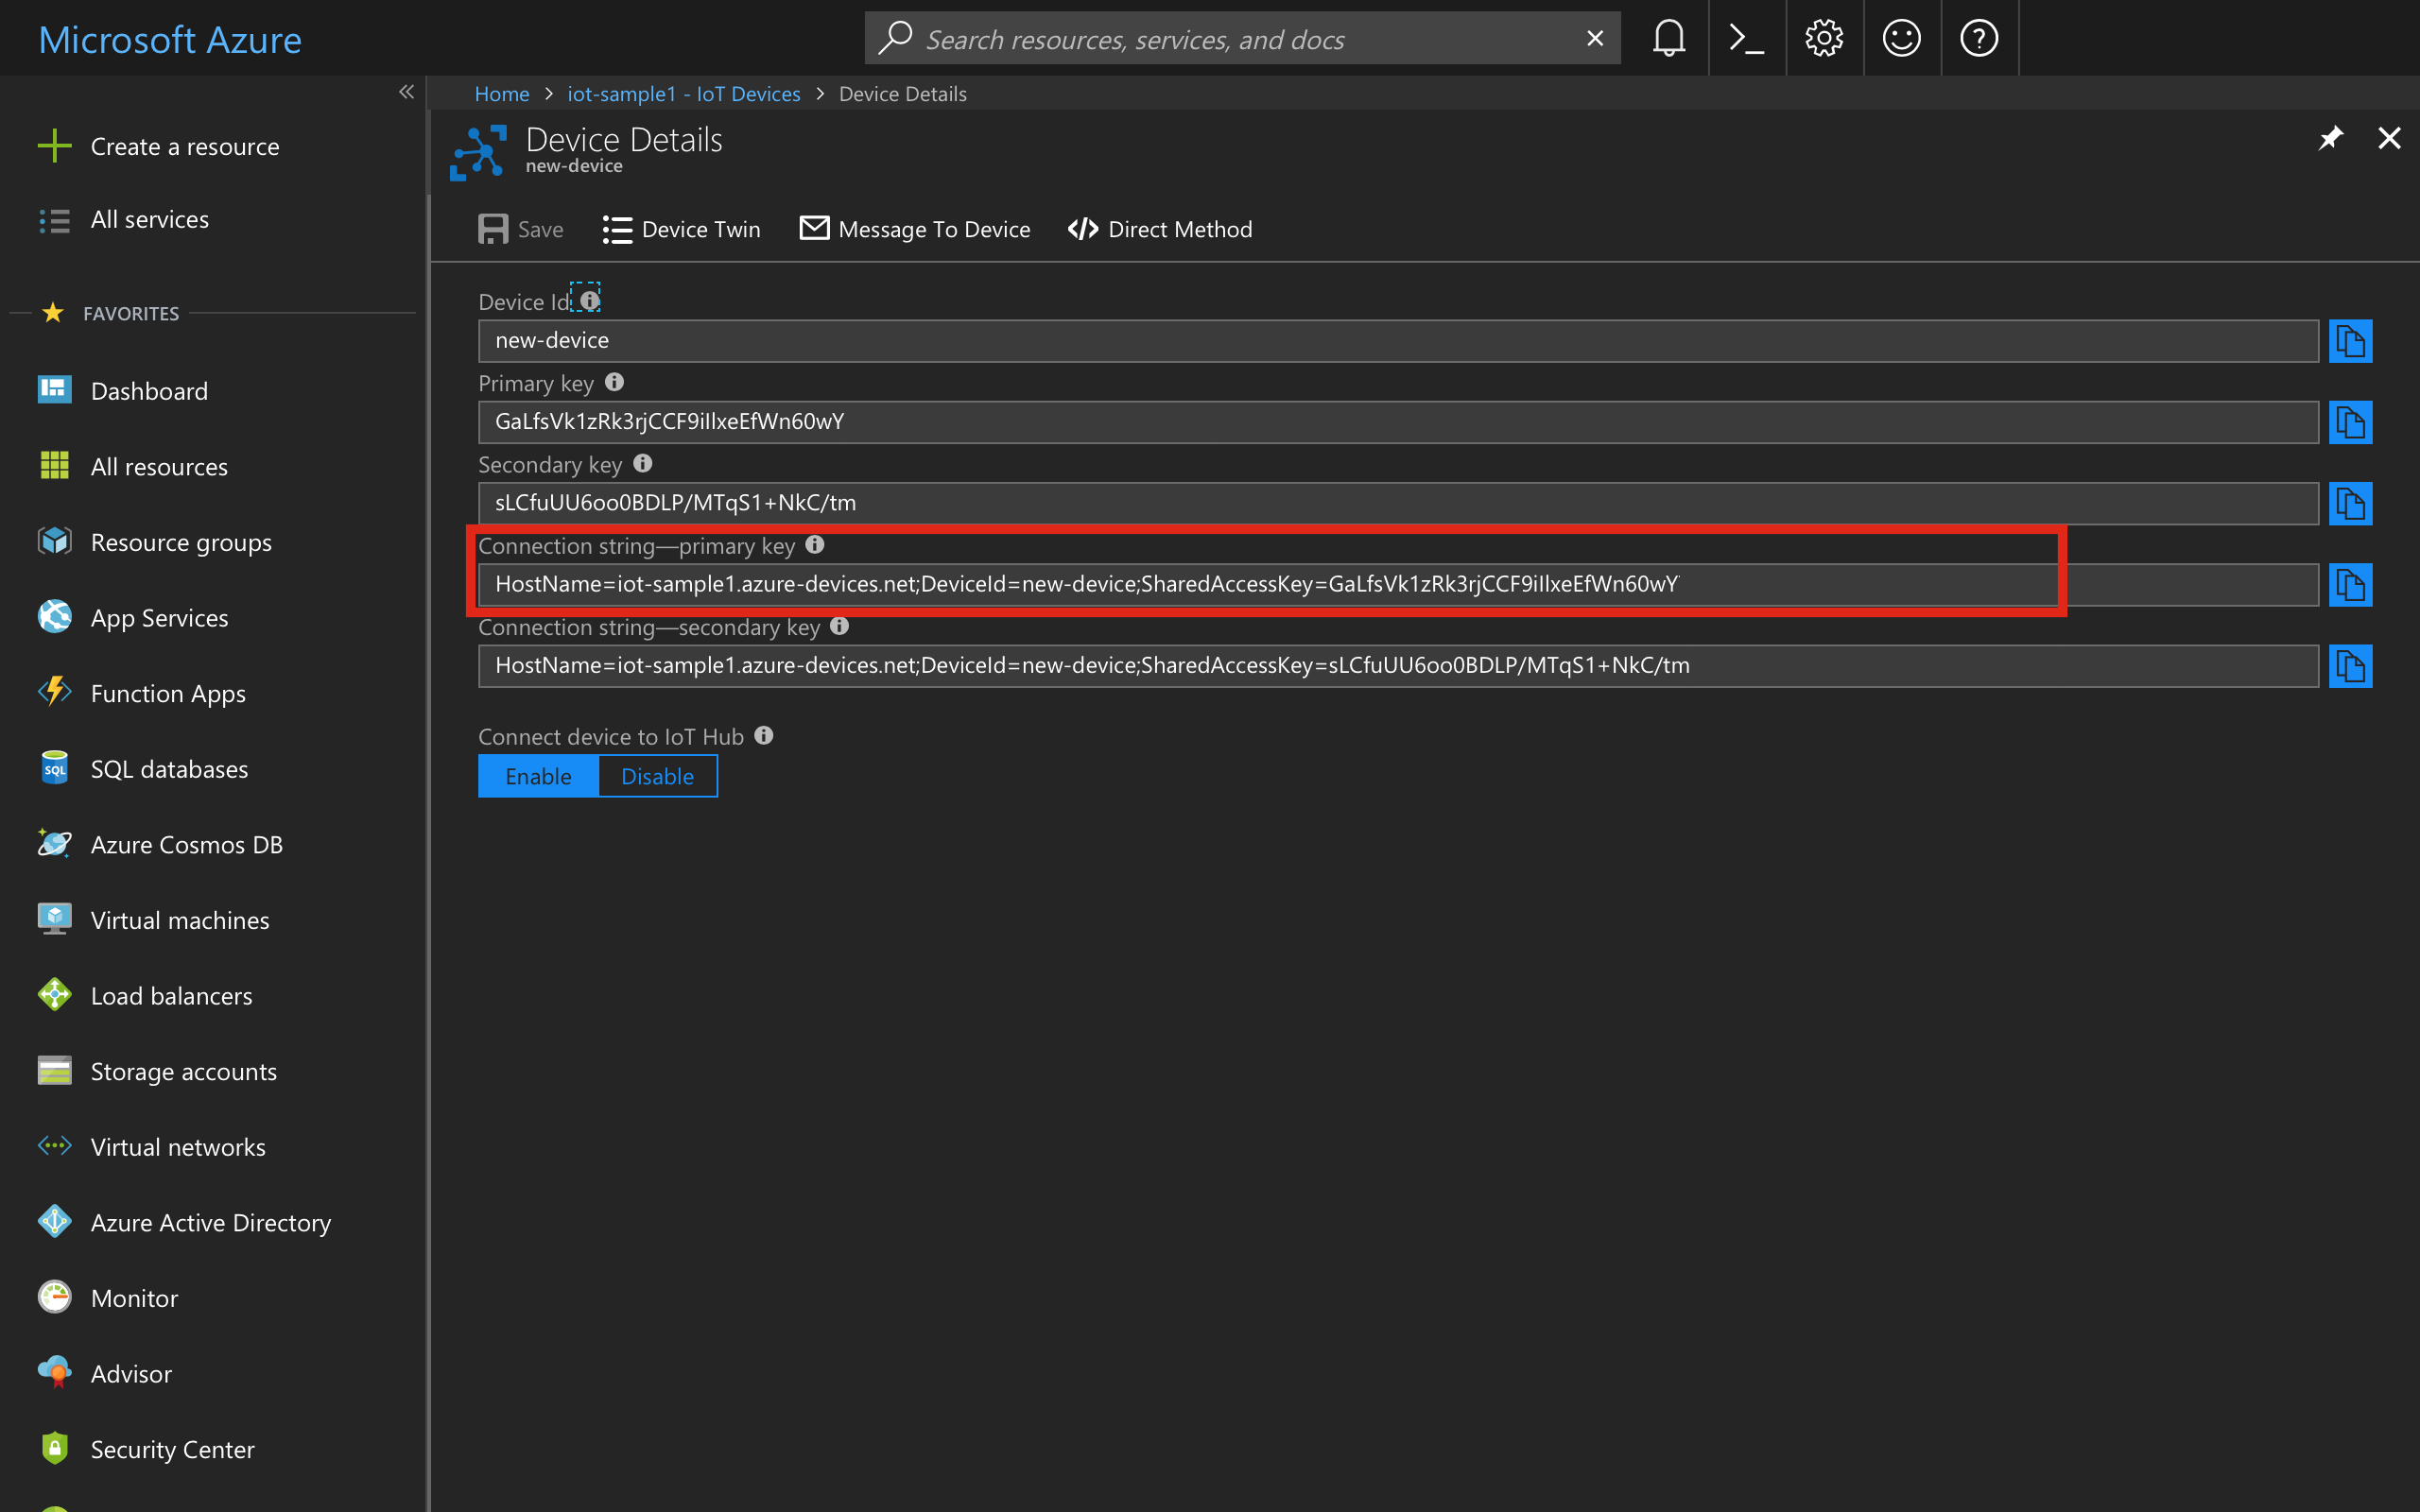 Microsoft Azure
Search resources, services, and docs
Home > iot-sample1 - IoT Devices > Device Details
Device Details
new-device
Create a resource
All services
FAVORITES
Dashboard
All resources
Resource groups
App Services
Function Apps
SQL databases
Azure Cosmos DB
Virtual machines
Load balancers
Storage accounts
Virtual networks
Azure Active Directory
Monitor
Advisor
Security Center
Save Device Twin Message To Device Direct Method
Device Id
new-device
Primary key
GaLfsVk1zRk3rjCCF9iIlxeEfWn60wY
Secondary key
sLCfuUU6oo0BDLP/MTqS1+NkC/tm
Connection string—primary key
HostName=iot-sample1.azure-devices.net;DeviceId=new-device;SharedAccessKey=GaLfsVk1zRk3rjCCF9iIlxeEfWn60wY
Connection string—secondary key
HostName=iot-sample1.azure-devices.net;DeviceId=new-device;SharedAccessKey=sLCfuUU6oo0BDLP/MTqS1+NkC/tm
Connect device to IoT Hub
Enable Disable